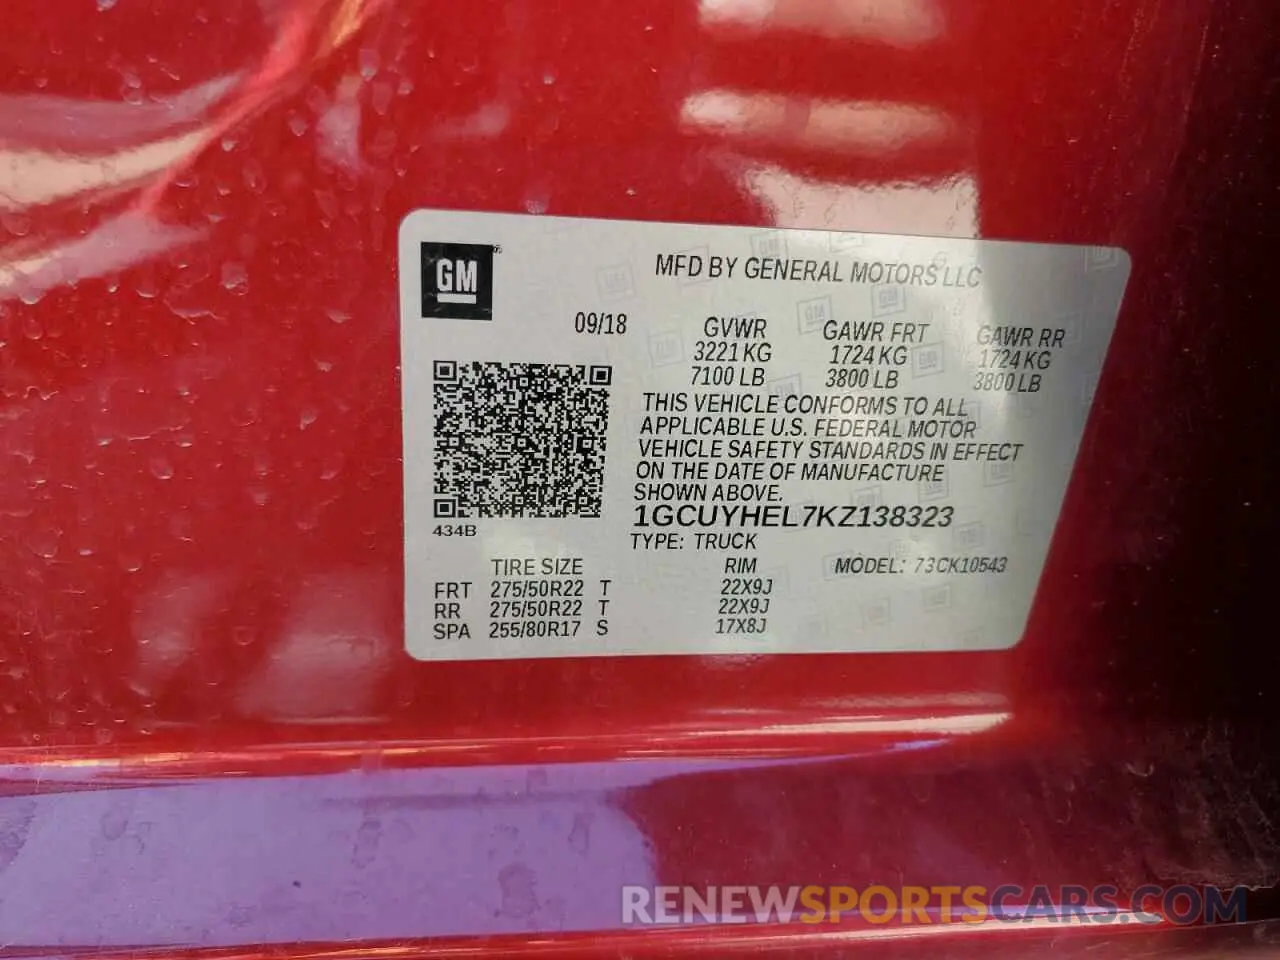 GM
MFD BY GENERAL MOTORS LLC
09/18
GVWR GAWR FRT GAWR RR
3221 KG 1724 KG 1724 KG
7100 LB 3800 LB 3800 LB
THIS VEHICLE CONFORMS TO ALL
APPLICABLE U.S. FEDERAL MOTOR
VEHICLE SAFETY STANDARDS IN EFFECT
ON THE DATE OF MANUFACTURE
SHOWN ABOVE.
434B
1GCUYHEL7KZ138323
TYPE: TRUCK
TIRE SIZE RIM MODEL: 73CK10543
FRT 275/50R22 T 22X9J
RR 275/50R22 T 22X9J
SPA 255/80R17 S 17X8J
RENEWSPORTSCARS.COM